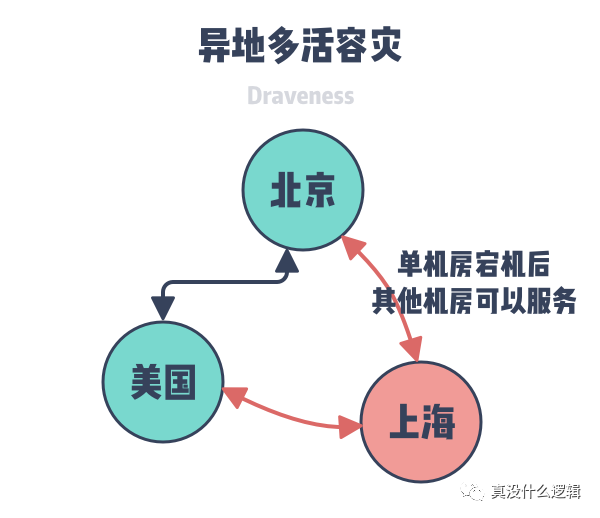 异地多活容灾
Draveness
北京
单机房宕机后
其他机房可以服务
美国
上海
真没什么逻辑